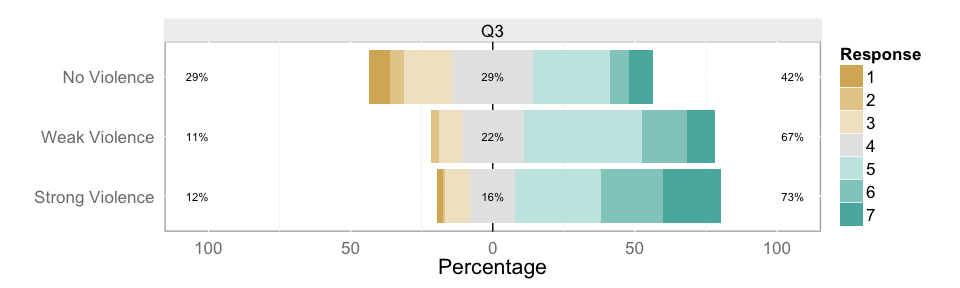 Q3
No Violence 29% 29% 42%
Weak Violence 11% 22% 67%
Strong Violence 12% 16% 73%
100 50 0 50 100
Percentage
Response
1
2
3
4
5
6
7